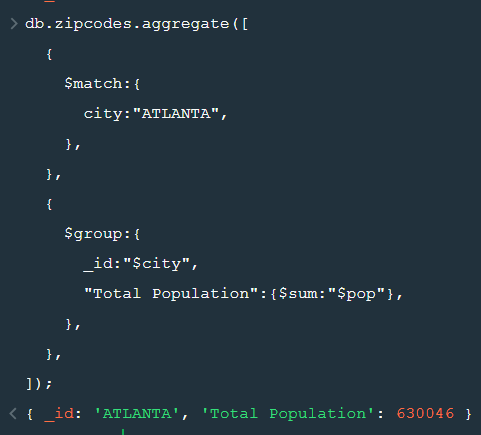 > db.zipcodes.aggregate([
{
$match:{
city:"ATLANTA",
},
},
{
$group:{
_id:"$city",
"Total Population":{$sum:"$pop"},
},
},
]);
< { _id: 'ATLANTA', 'Total Population': 630046 }